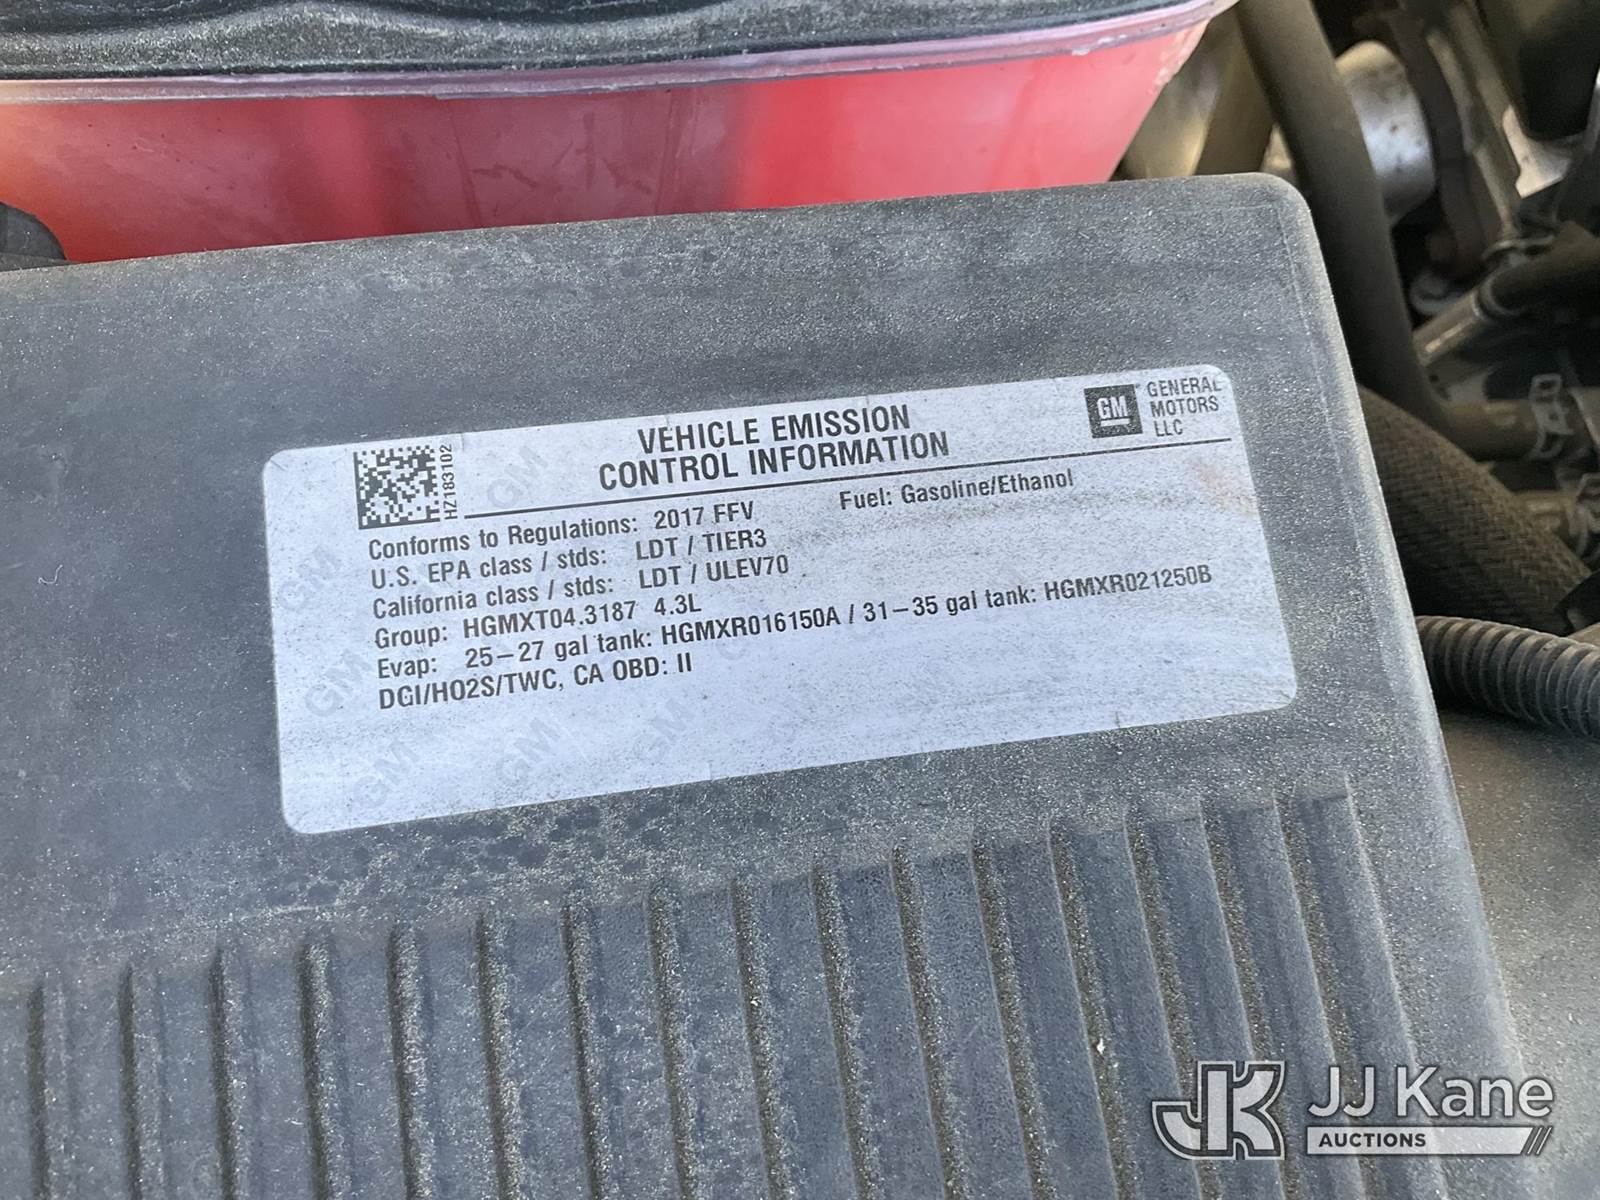 HZ183102
VEHICLE EMISSION
CONTROL INFORMATION
GM
GENERAL
MOTORS
LLC
Conforms to Regulations: 2017 FFV Fuel: Gasoline/Ethanol
U.S. EPA class / stds: LDT / TIER3
California class / stds: LDT / ULEV70
Group: HGMXT04.3187 4.3L
Evap: 25–27 gal tank: HGMXR016150A / 31–35 gal tank: HGMXR021250B
DGI/HO2S/TWC, CA OBD: II
JK JJ Kane
AUCTIONS